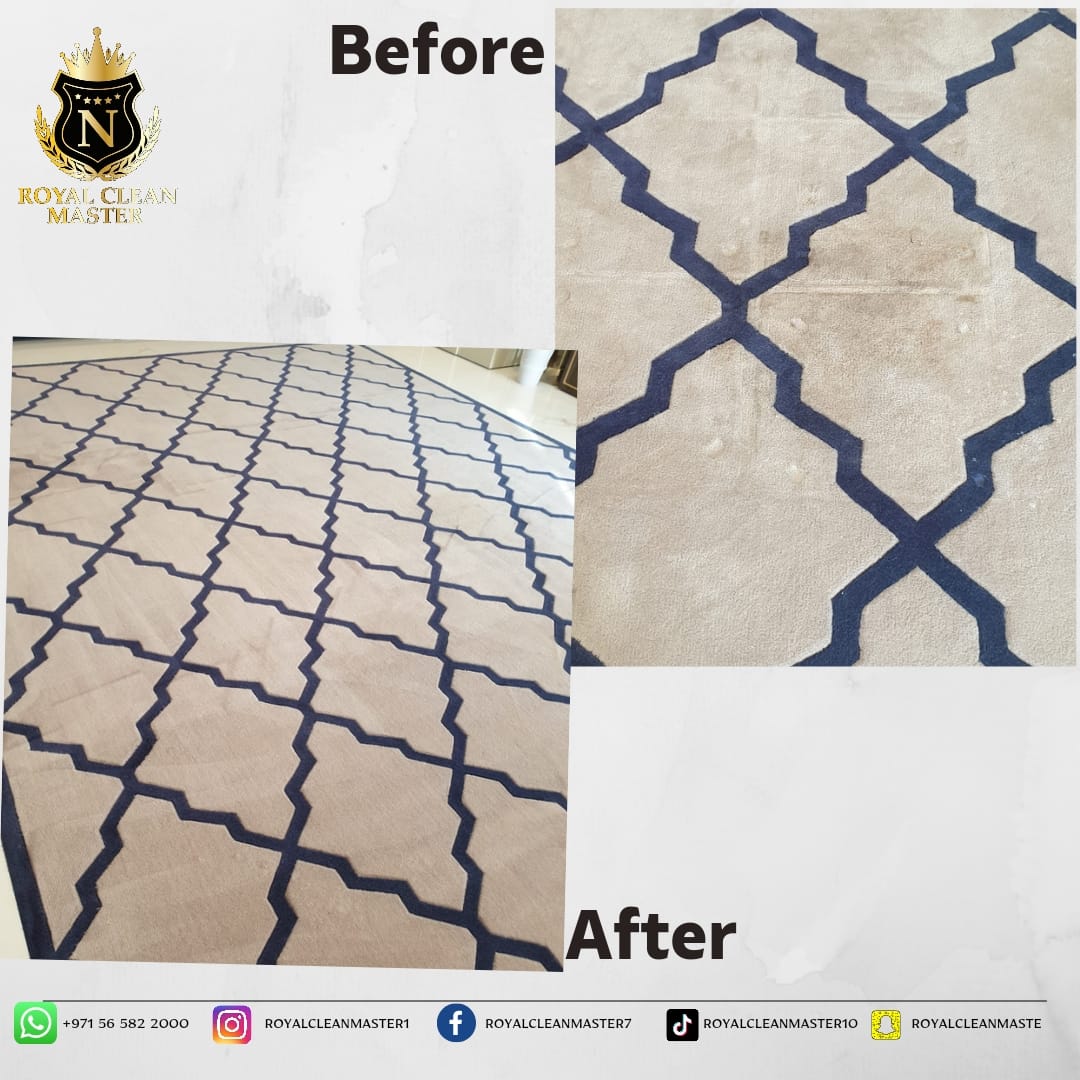 Before
N
ROYAL CLEAN
MASTER
After
+971 56 582 2000
ROYALCLEANMASTER1
ROYALCLEANMASTER7
ROYALCLEANMASTER10
ROYALCLEANMASTE